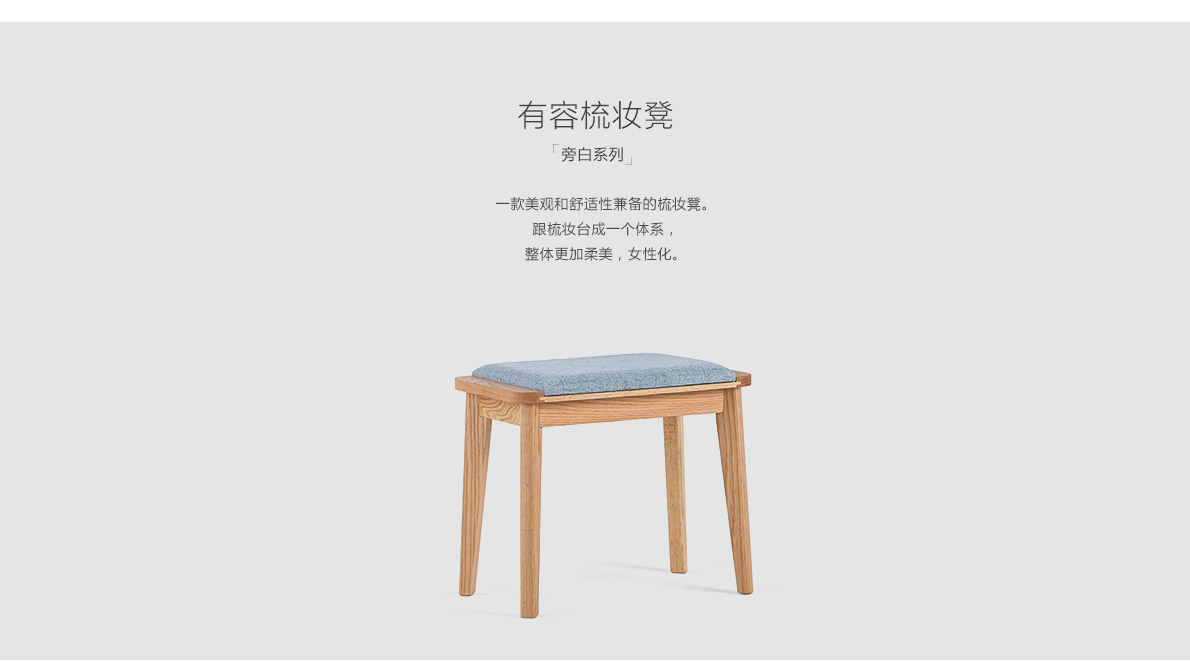 有容梳妆凳
「旁白系列」
一款美观和舒适性兼备的梳妆凳。
跟梳妆台成一个体系，
整体更加柔美，女性化。